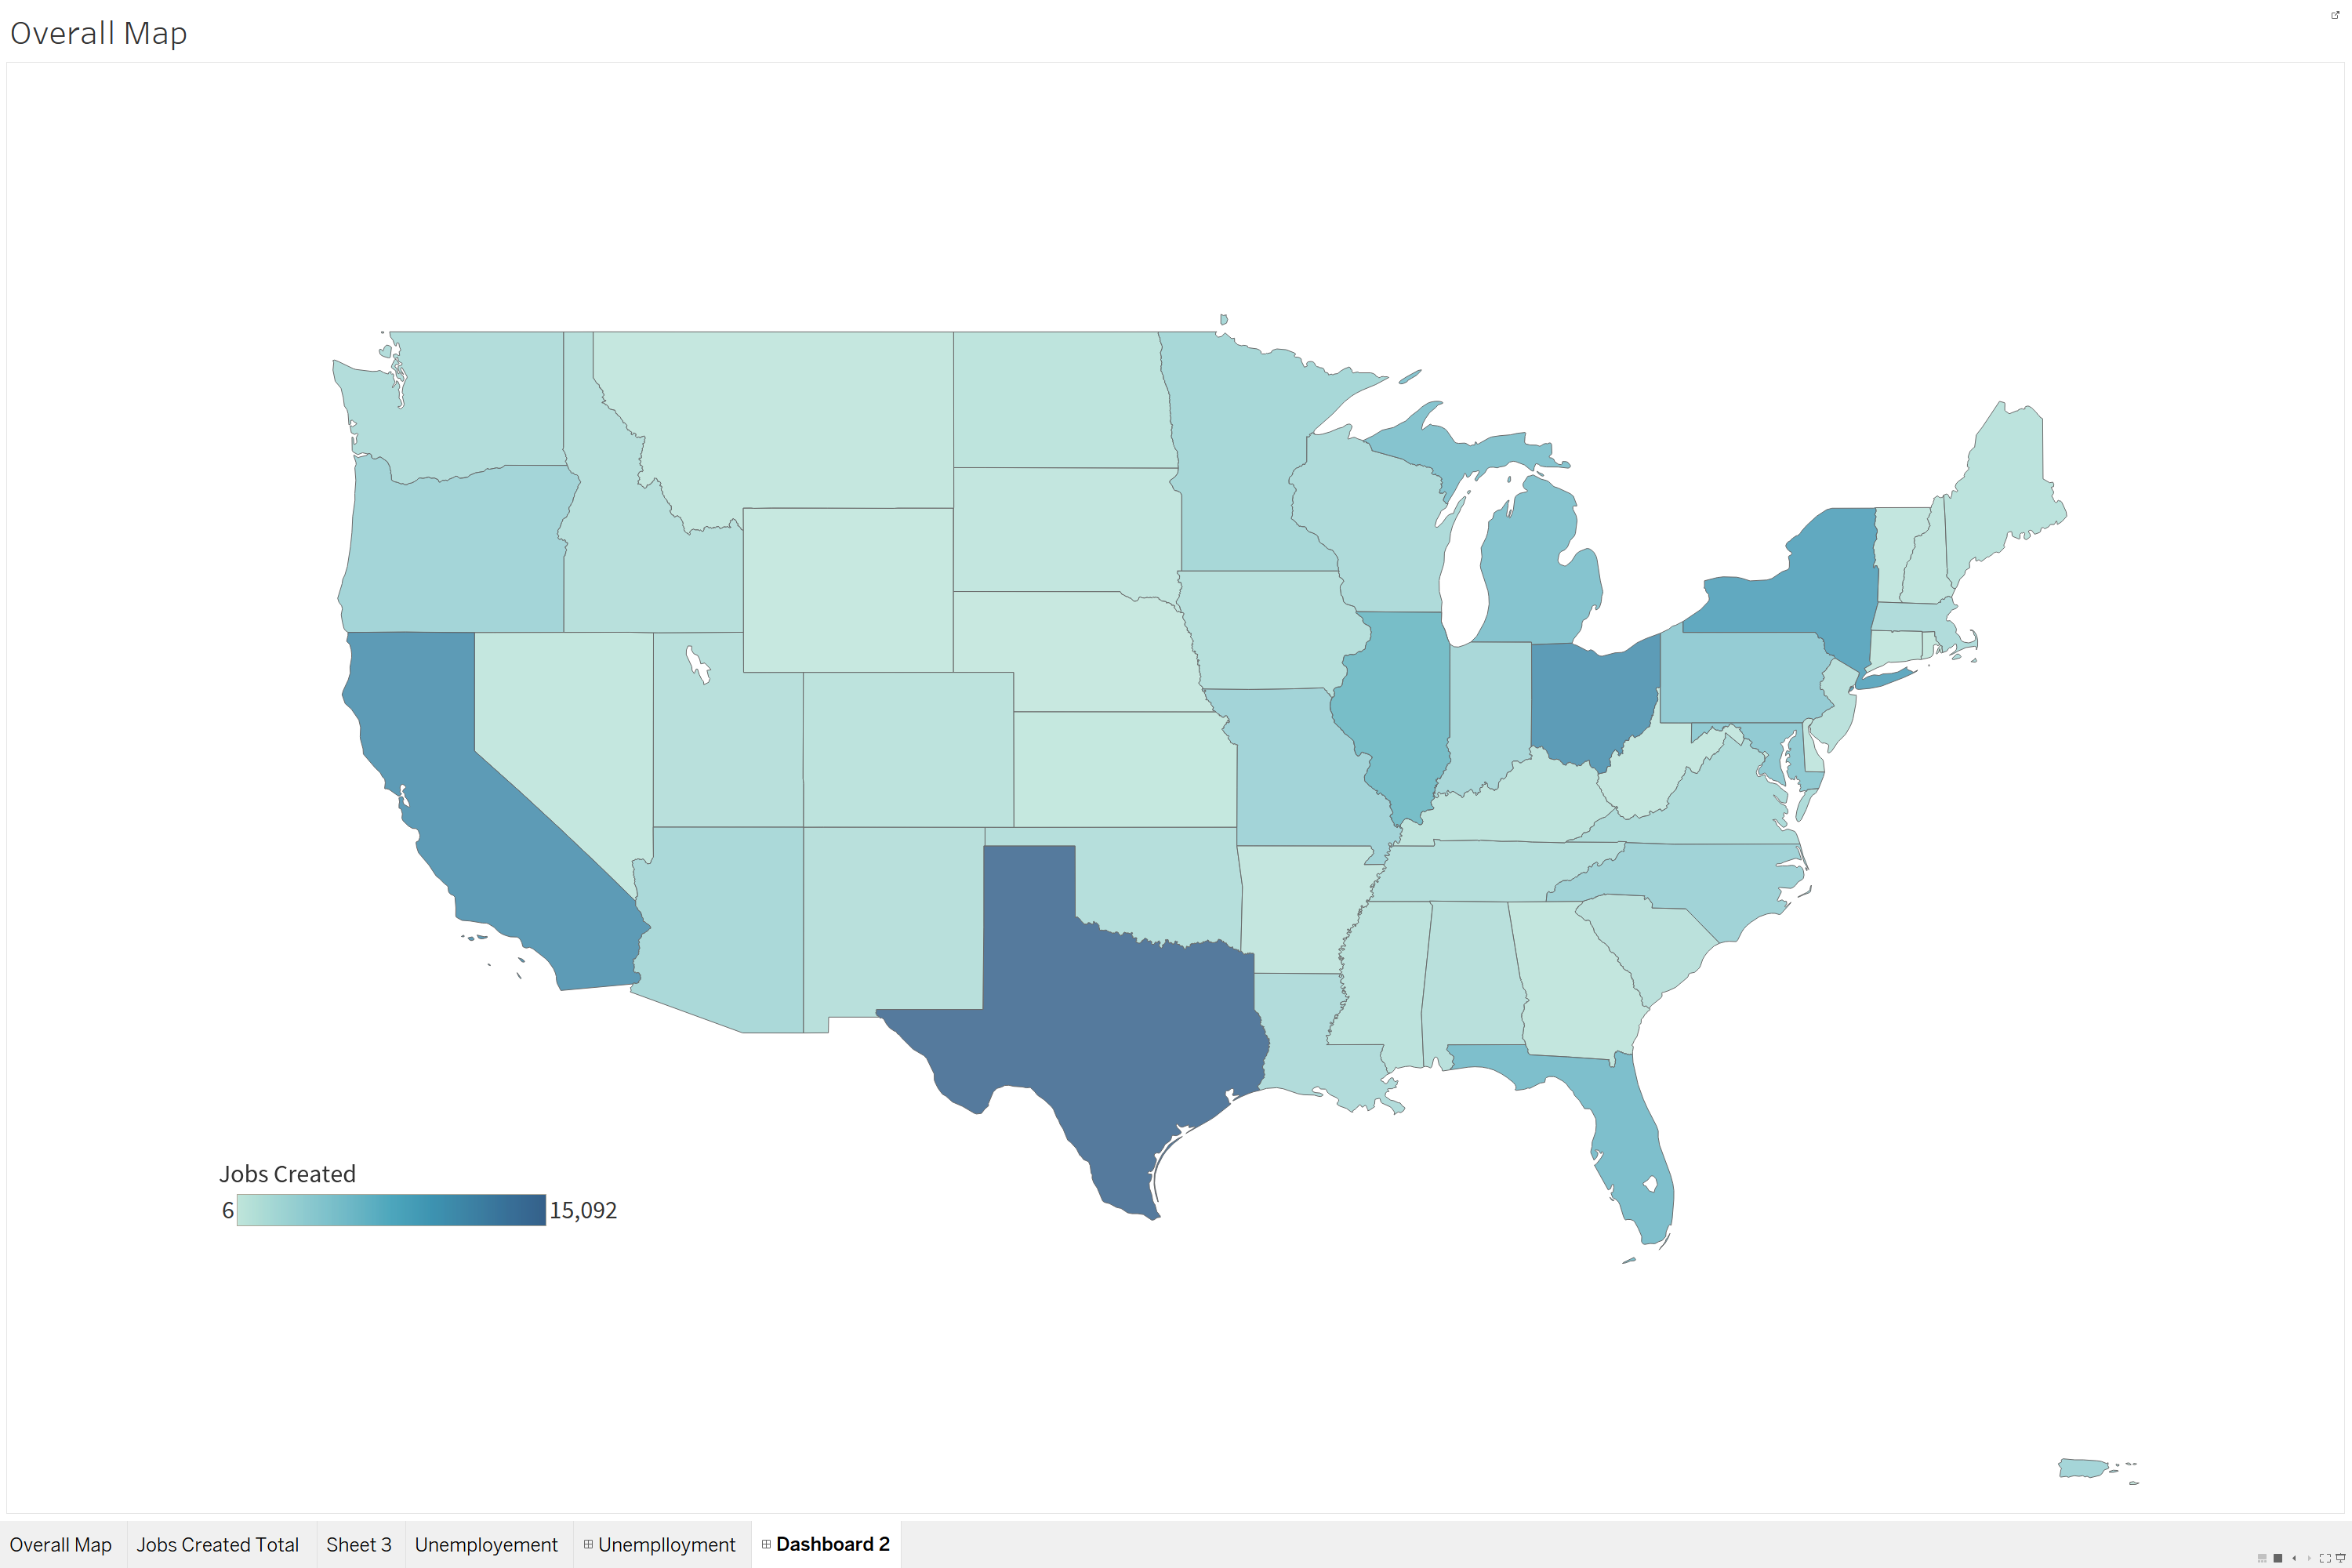 Overall Map
Jobs Created
6 15,092
Overall Map Jobs Created Total Sheet 3 Unemployement Unemplloyment Dashboard 2